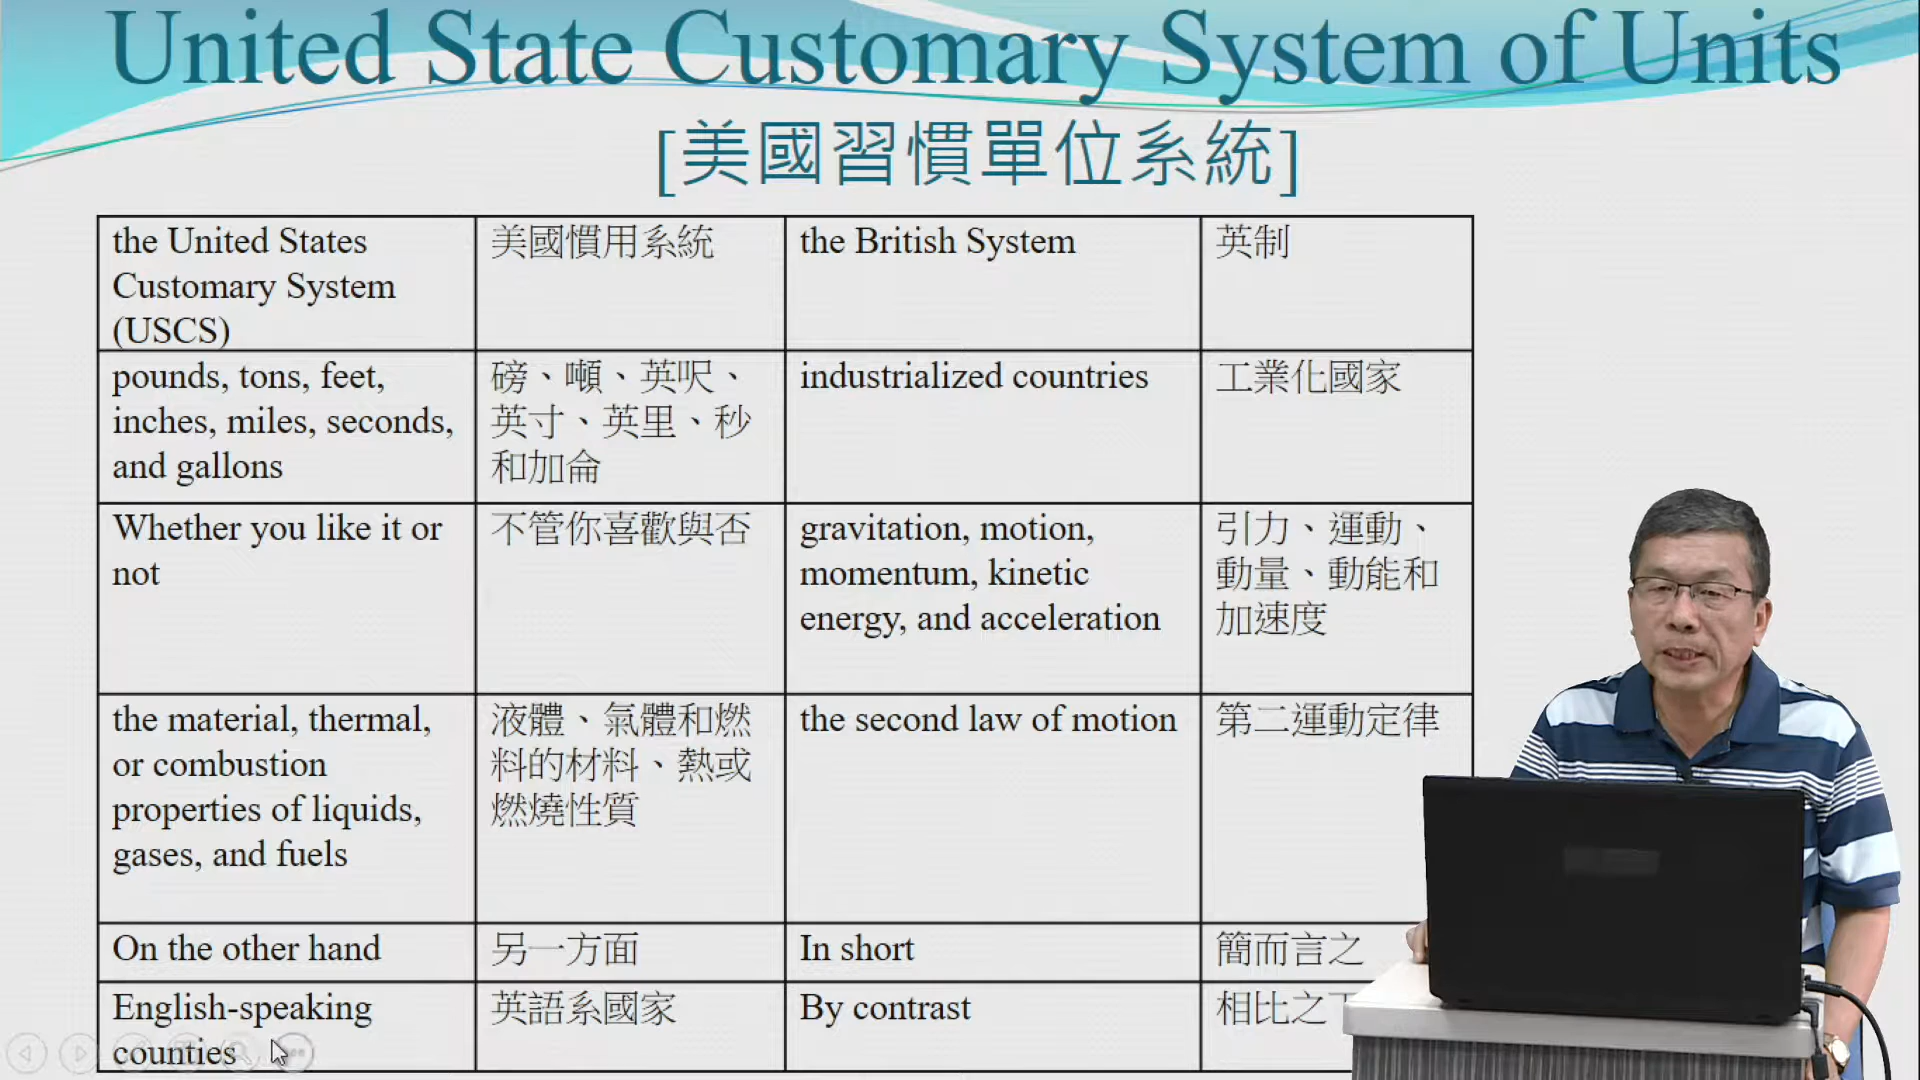 United State Customary System of Units
[美國習慣單位系統]
the United States
Customary System
(USCS)
美國慣用系統
the British System
英制
pounds, tons, feet,
inches, miles, seconds,
and gallons
磅、噸、英呎、
英寸、英里、秒
和加侖
industrialized countries
工業化國家
Whether you like it or
not
不管你喜歡與否
gravitation, motion,
momentum, kinetic
energy, and acceleration
引力、運動、
動量、動能和
加速度
the material, thermal,
or combustion
properties of liquids,
gases, and fuels
液體、氣體和燃
料的材料、熱或
燃燒性質
the second law of motion
第二運動定律
On the other hand
另一方面
In short
簡而言之
English-speaking
counties
英語系國家
By contrast
相比之